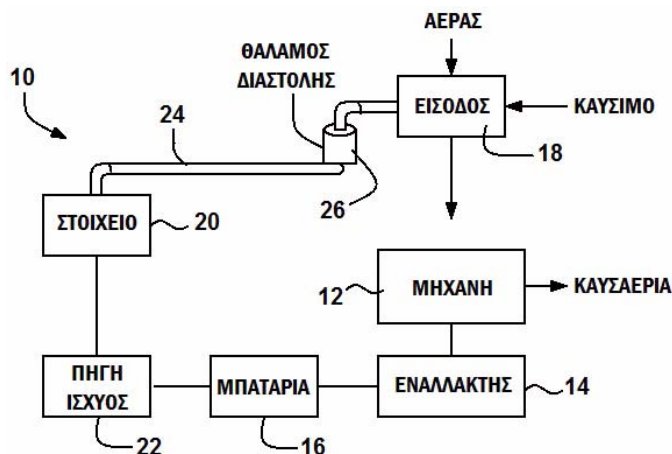 ΑΕΡΑΣ
ΘΑΛΑΜΟΣ
ΔΙΑΣΤΟΛΗΣ
10
ΕΙΣΟΔΟΣ
ΚΑΥΣΙΜΟ
18
24
26
ΣΤΟΙΧΕΙΟ
20
12
ΜΗΧΑΝΗ
ΚΑΥΣΑΕΡΙΑ
ΠΗΓΗ
ΙΣΧΥΟΣ
22
ΜΠΑΤΑΡΙΑ
16
ΕΝΑΛΛΑΚΤΗΣ
14